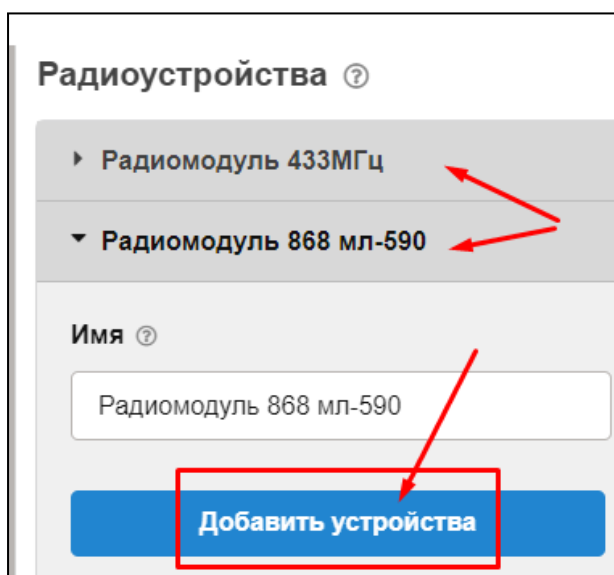 Радиоустройства ?
Радиомодуль 433МГц
Радиомодуль 868 мл-590
Имя ?
Радиомодуль 868 мл-590
Добавить устройства